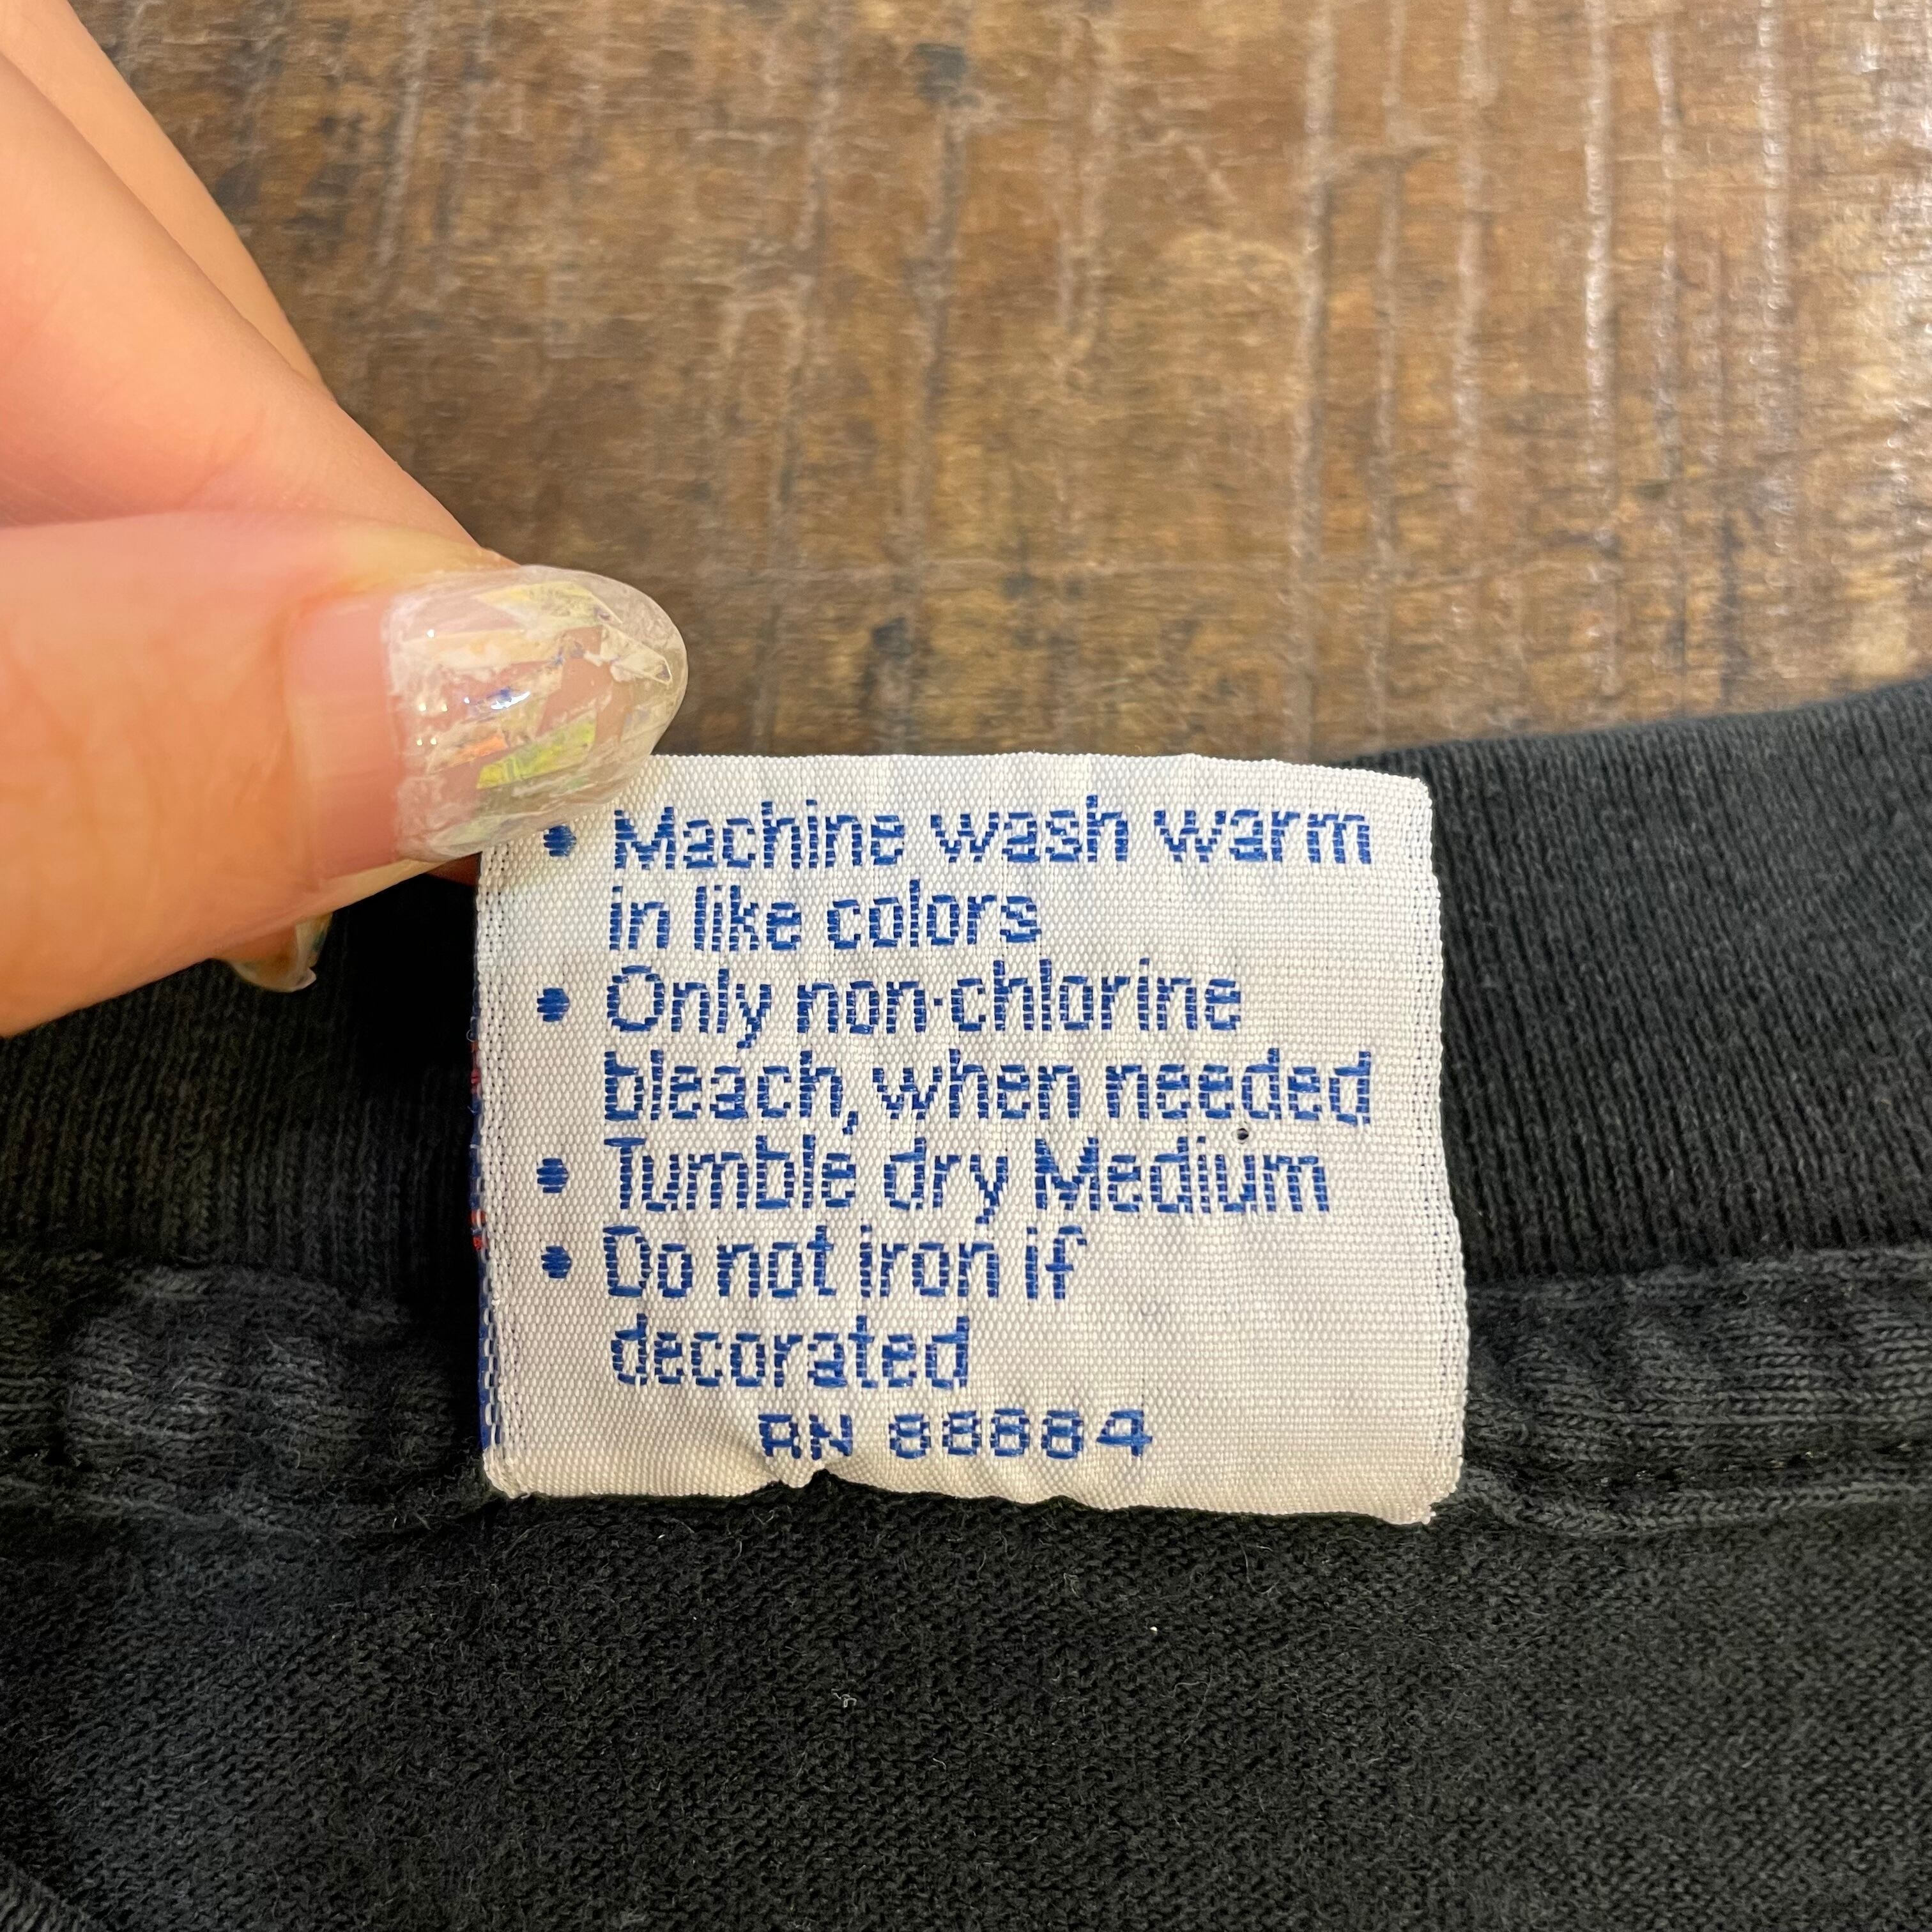 • Machine wash warm
in like colors
• Only non-chlorine
bleach, when needed
• Tumble dry Medium
• Do not iron if
decorated
RN 88684